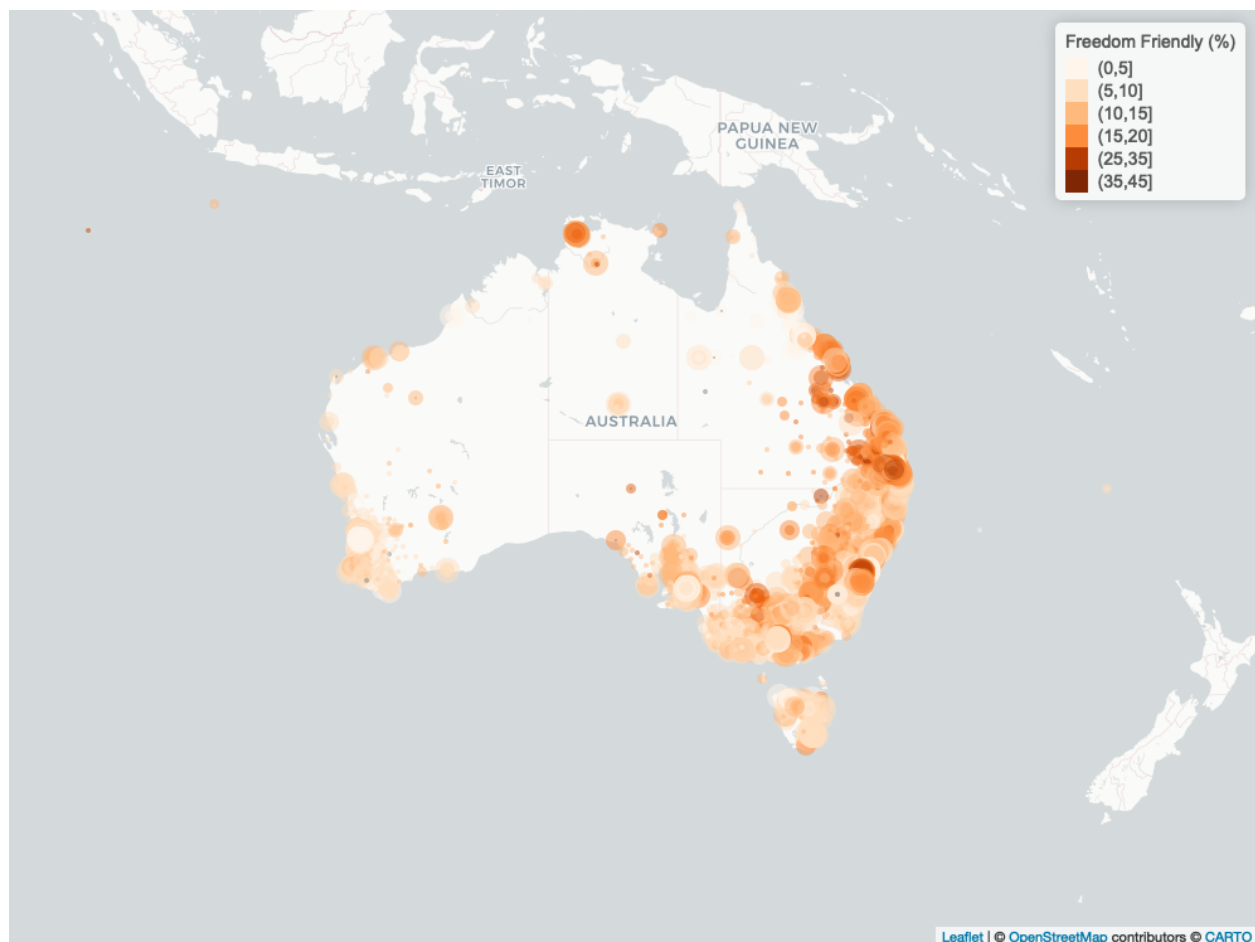 Freedom Friendly (%)
(0,5]
(5,10]
(10,15]
(15,20]
(25,35]
(35,45]
PAPUA NEW
GUINEA
EAST
TIMOR
AUSTRALIA
Leaflet | © OpenStreetMap contributors © CARTO